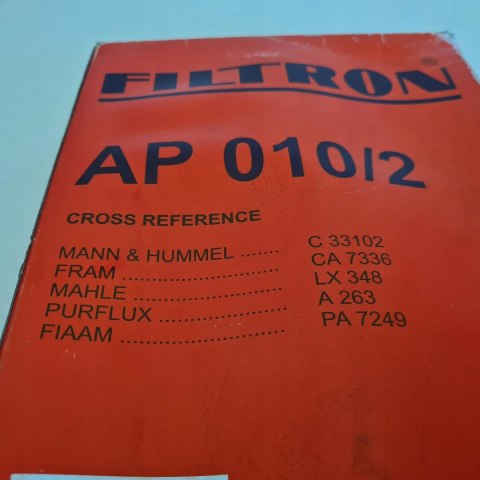 FILTRON®
AP 010/2
CROSS REFERENCE
MANN & HUMMEL ....... C 33102
FRAM ........................ CA 7336
MAHLE ...................... LX 348
PURFLUX ................... A 263
FIAAM ........................ PA 7249